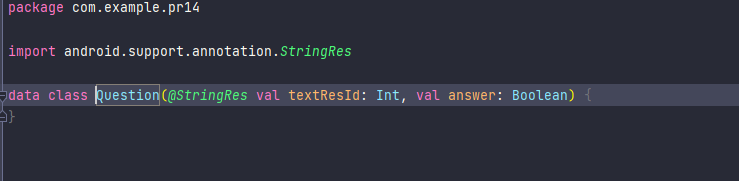 package com.example.pr14
import android.support.annotation.StringRes
data class Question(@StringRes val textResId: Int, val answer: Boolean) {
}